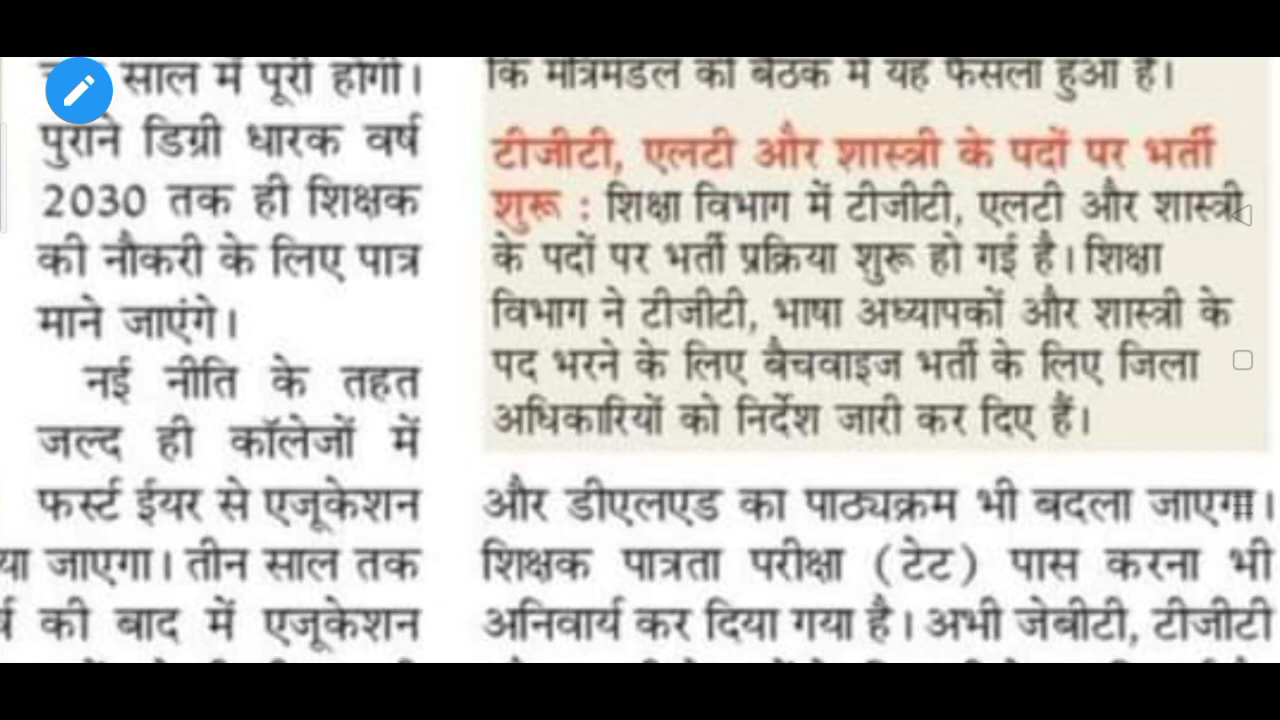 साल में पूरी होगी।
पुराने डिग्री धारक वर्ष
2030 तक ही शिक्षक
की नौकरी के लिए पात्र
माने जाएंगे।
नई नीति के तहत
जल्द ही कॉलेजों में
फर्स्ट ईयर से एजूकेशन
या जाएगा। तीन साल तक
की बाद में एजूकेशन
कि मंत्रिमंडल की बैठक में यह फैसला हुआ है।
टीजीटी, एलटी और शास्त्री के पदों पर भर्ती
शुरू : शिक्षा विभाग में टीजीटी, एलटी और शास्त्री
के पदों पर भर्ती प्रक्रिया शुरू हो गई है। शिक्षा
विभाग ने टीजीटी, भाषा अध्यापकों और शास्त्री के
पद भरने के लिए बैचवाइज भर्ती के लिए जिला
अधिकारियों को निर्देश जारी कर दिए हैं।
और डीएलएड का पाठ्यक्रम भी बदला जाएगा।
शिक्षक पात्रता परीक्षा (टेट) पास करना भी
अनिवार्य कर दिया गया है। अभी जेबीटी, टीजीटी